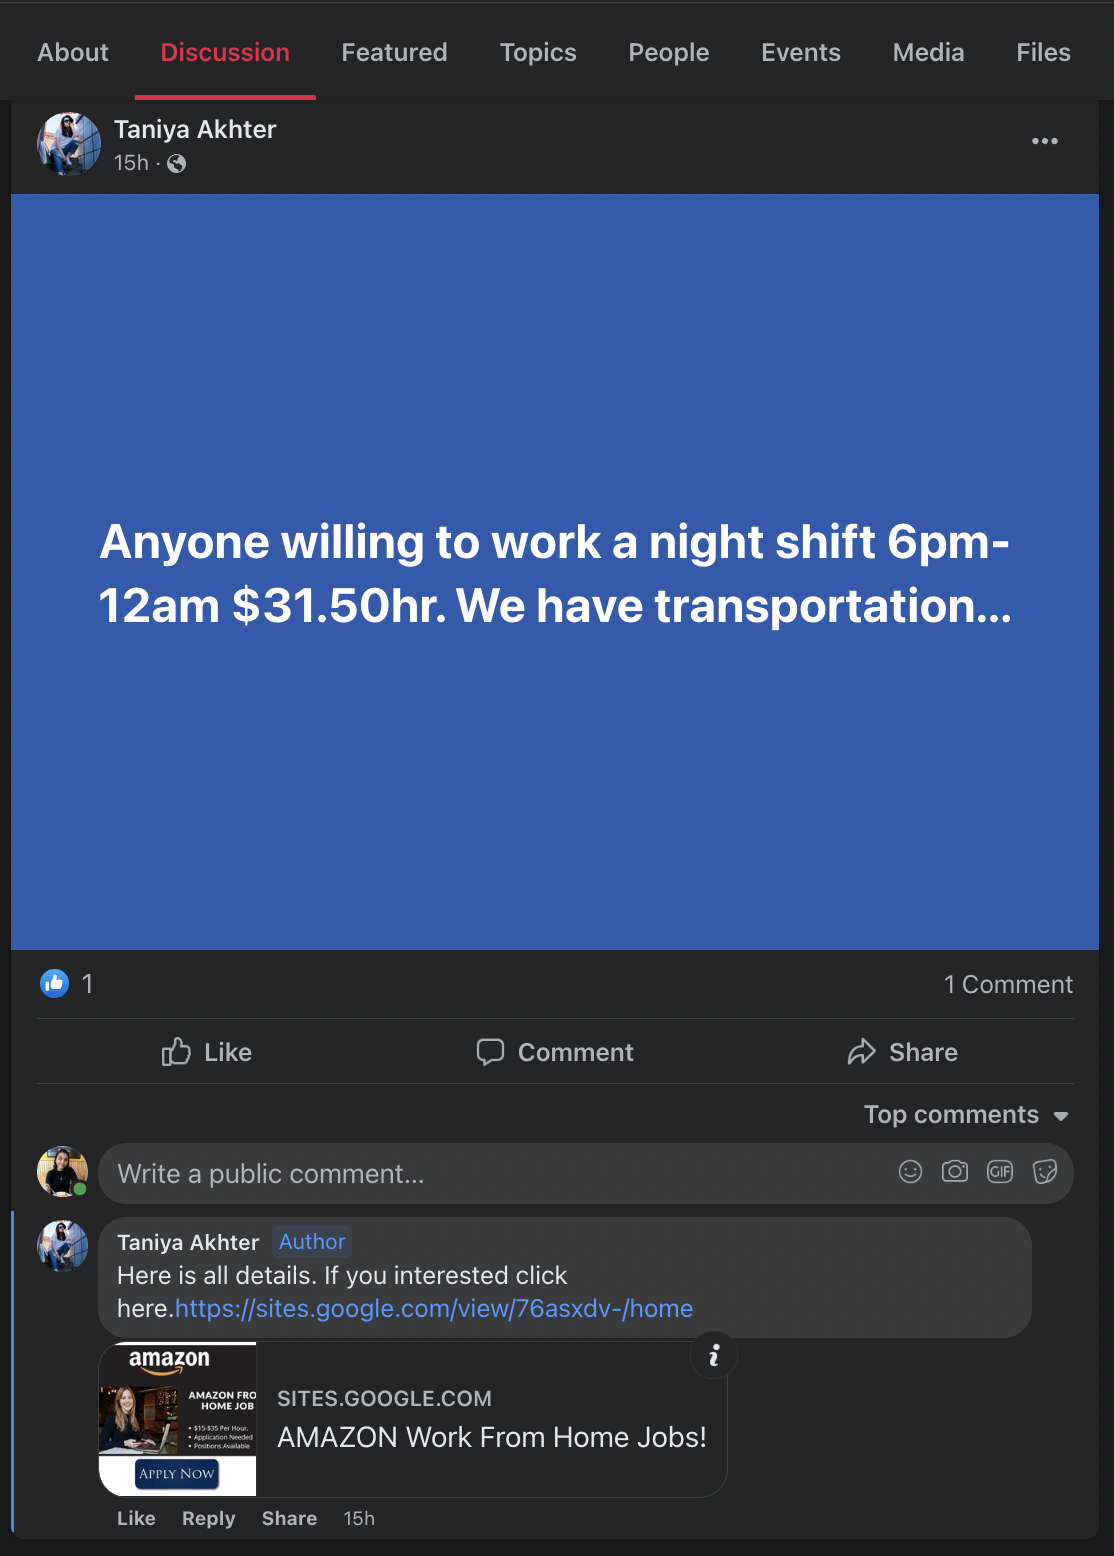 About Discussion Featured Topics People Events Media Files
Taniya Akhter
15h ·
Anyone willing to work a night shift 6pm-
12am $31.50hr. We have transportation...
1 1 Comment
Like Comment Share
Top comments
Write a public comment...
GIF
Taniya Akhter Author
Here is all details. If you interested click
here.https://sites.google.com/view/76asxdv-/home
amazon
AMAZON FRO
HOME JOB
• $15-$35 Per Hour.
• Application Needed
• Positions Available
APPLY NOW
SITES.GOOGLE.COM
AMAZON Work From Home Jobs!
Like Reply Share 15h